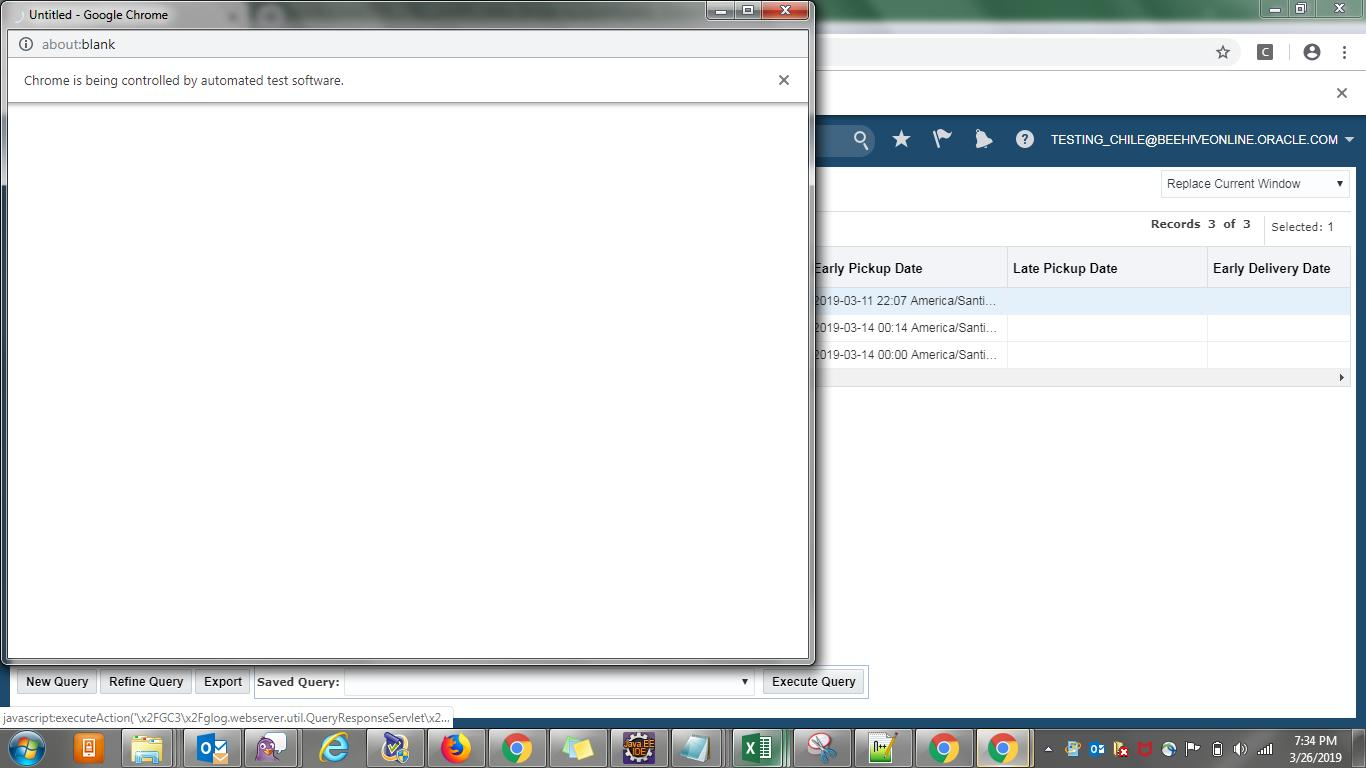 Untitled - Google Chrome
about:blank
Chrome is being controlled by automated test software.
C
TESTING_CHILE@BEEHIVEONLINE.ORACLE.COM
Replace Current Window
Records 3 of 3
Selected: 1
Early Pickup Date
Late Pickup Date
Early Delivery Date
2019-03-11 22:07 America/Santi...
2019-03-14 00:14 America/Santi...
2019-03-14 00:00 America/Santi...
New Query
Refine Query
Export
Saved Query:
Execute Query
javascript:executeAction("\x2FGC3\x2Fglog.webserver.util.QueryResponseServlet\x2...
Java EE
IDE
7:34 PM
3/26/2019